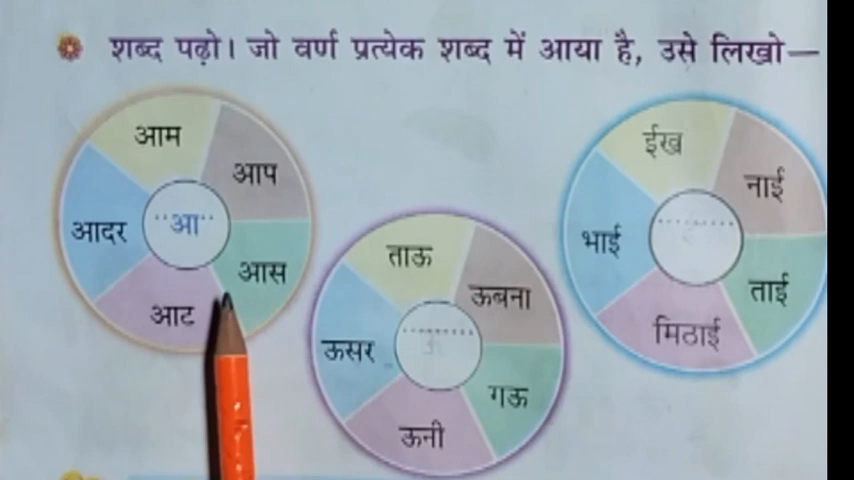 शब्द पढ़ो। जो वर्ण प्रत्येक शब्द में आया है, उसे लिखो—
आम
आप
आदर
..आ..
आस
आट
ताऊ
ऊबना
ऊसर
........
गऊ
ऊनी
ईख
नाई
भाई
........
ताई
मिठाई